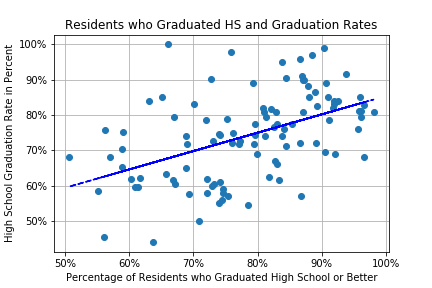 Residents who Graduated HS and Graduation Rates
High School Graduation Rate in Percent
100%
90%
80%
70%
60%
50%
50% 60% 70% 80% 90% 100%
Percentage of Residents who Graduated High School or Better